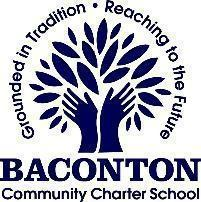 Grounded in Tradition • Reaching to the Future
BACONTON
Community Charter School